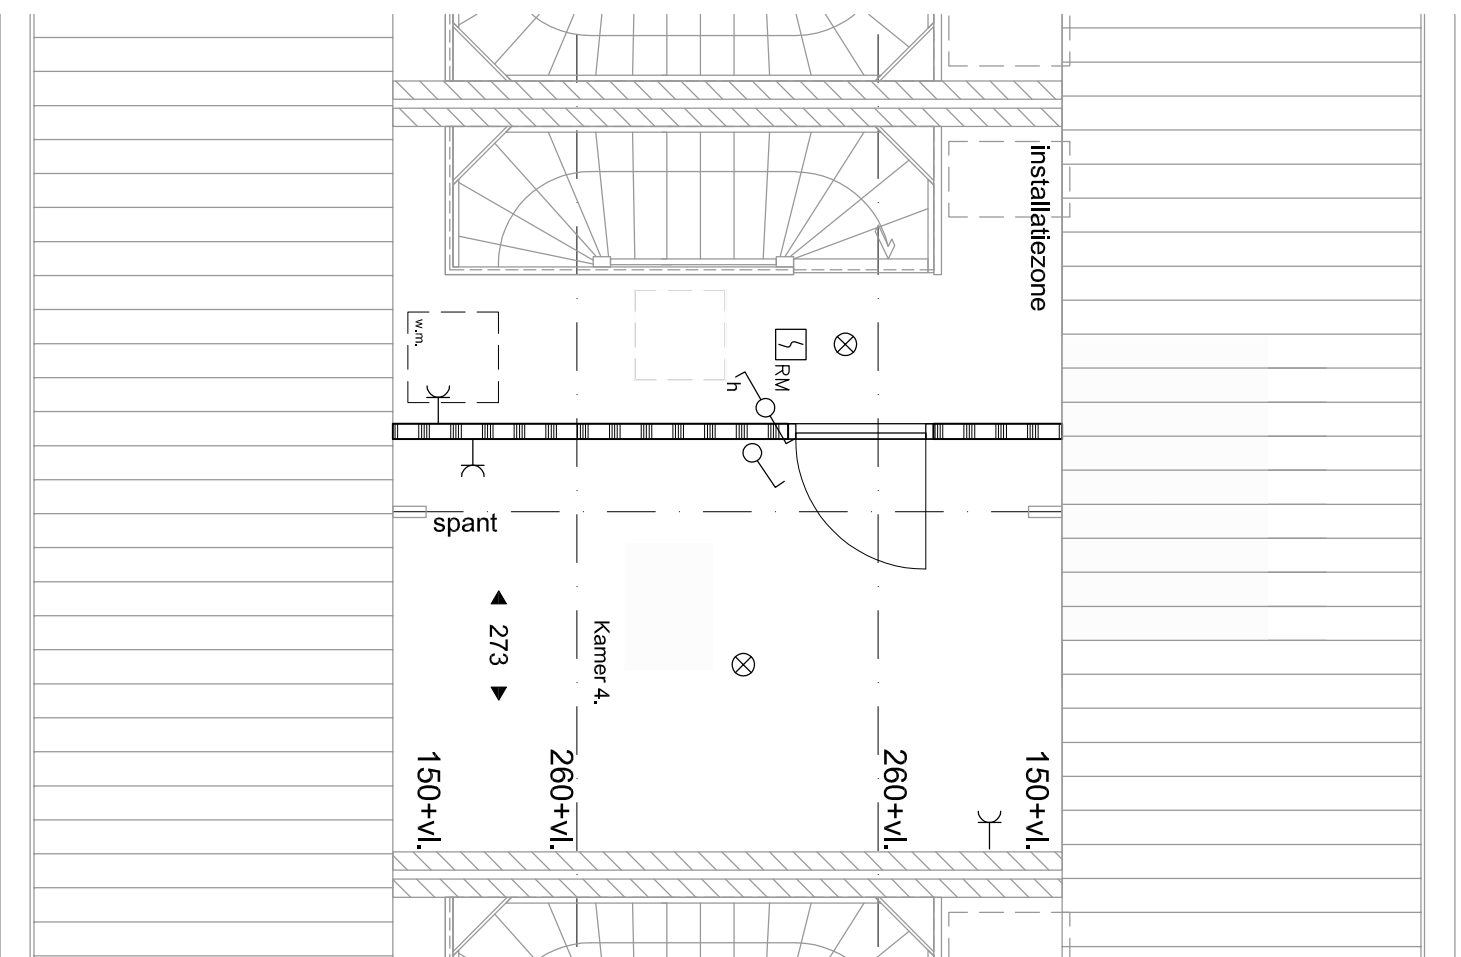 installatiezone
w.m.
RM
h
spant
273
Kamer 4.
150+vl.
260+vl.
260+vl.
150+vl.